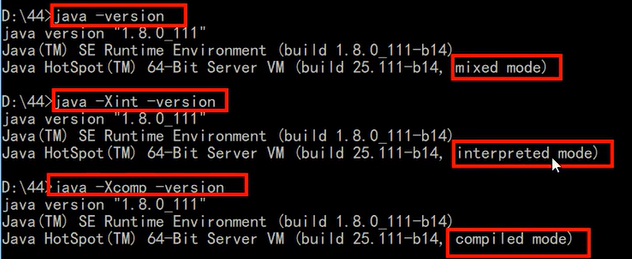 D:\44>java -version
java version "1.8.0_111"
Java(TM) SE Runtime Environment (build 1.8.0_111-b14)
Java HotSpot(TM) 64-Bit Server VM (build 25.111-b14, mixed mode)
D:\44>java -Xint -version
java version "1.8.0_111"
Java(TM) SE Runtime Environment (build 1.8.0_111-b14)
Java HotSpot(TM) 64-Bit Server VM (build 25.111-b14, interpreted mode)
D:\44>java -Xcomp -version
java version "1.8.0_111"
Java(TM) SE Runtime Environment (build 1.8.0_111-b14)
Java HotSpot(TM) 64-Bit Server VM (build 25.111-b14, compiled mode)